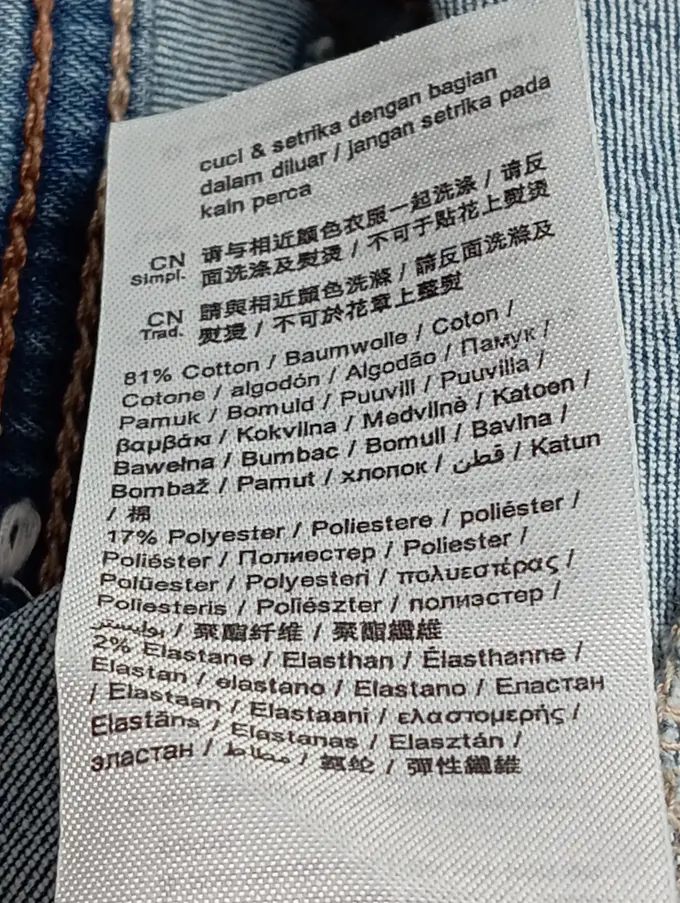 cuci & setrika dengan bagian
dalam diluar / jangan setrika pada
kain perca
CN Simpl. 请与相近颜色衣服一起洗涤 / 请反
面洗涤及熨烫 / 不可于贴花上熨烫
CN Trad. 請與相近顏色洗滌 / 請反面洗滌及
熨燙 / 不可於花章上整熨
81% Cotton / Baumwolle / Coton /
Cotone / algodón / Algodão / Памук /
Pamuk / Bomuld / Puuvill / Puuvilla /
βαμβάκι / Kokvilna / Medvilnė / Katoen /
Bawełna / Bumbac / Bomull / Bavlna /
Bombaž / Pamut / хлопок / قطن / Katun
/ 棉
17% Polyester / Poliestere / poliéster /
Poliéster / Полиестер / Poliester /
Polüester / Polyesteri / πολυεστέρας /
Poliesteris / Poliészter / полиэстер /
بوليستر / 聚酯纤维 / 聚酯纖維
2% Elastane / Elasthan / Élasthanne /
Elastan / elastano / Elastano / Еластан
/ Elastaan / Elastaani / ελαστομερής /
Elastāns / Elastanas / Elasztán /
эластан / مطاط / 氨纶 / 彈性纖維